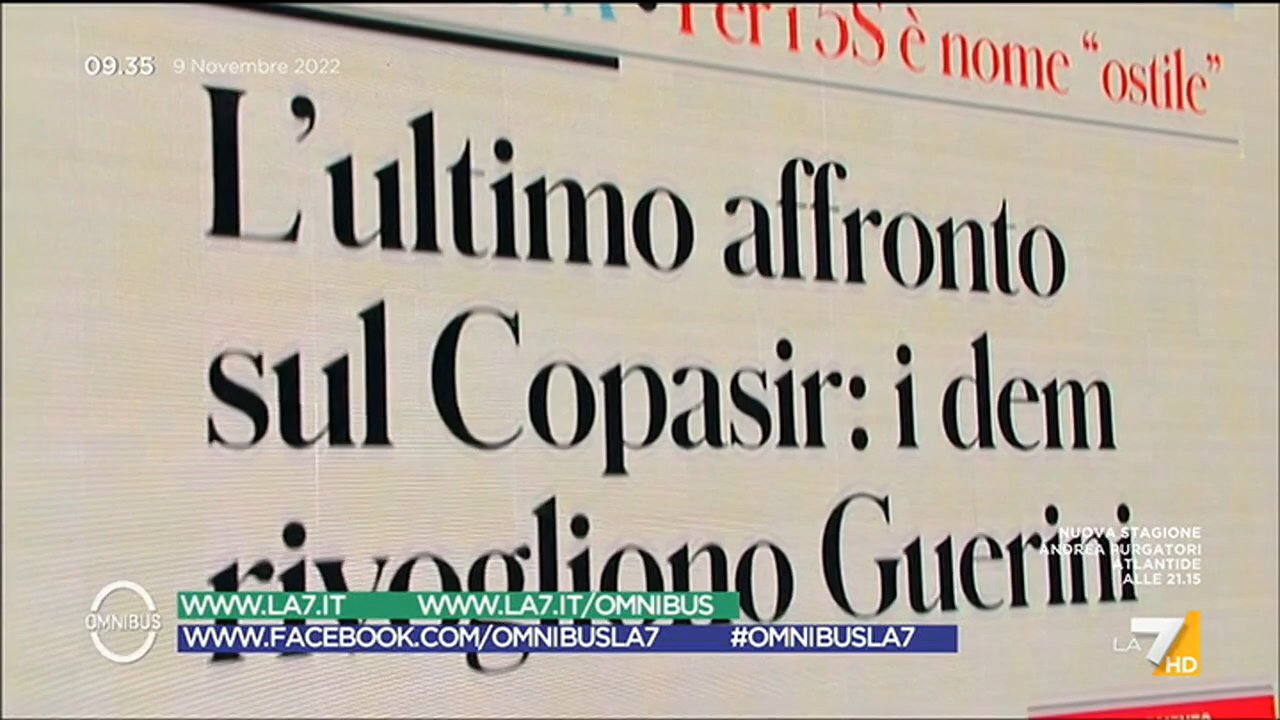 Per i 5S è nome “ostile”
09.35 9 Novembre 2022
L’ultimo affronto
sul Copasir: i dem
rivogliono Guerini
NUOVA STAGIONE
ANDREA PURGATORI
ATLANTIDE
ALLE 21.15
OMNIBUS
WWW.LA7.IT WWW.LA7.IT/OMNIBUS
WWW.FACEBOOK.COM/OMNIBUSLA7 #OMNIBUSLA7
LA 7 HD